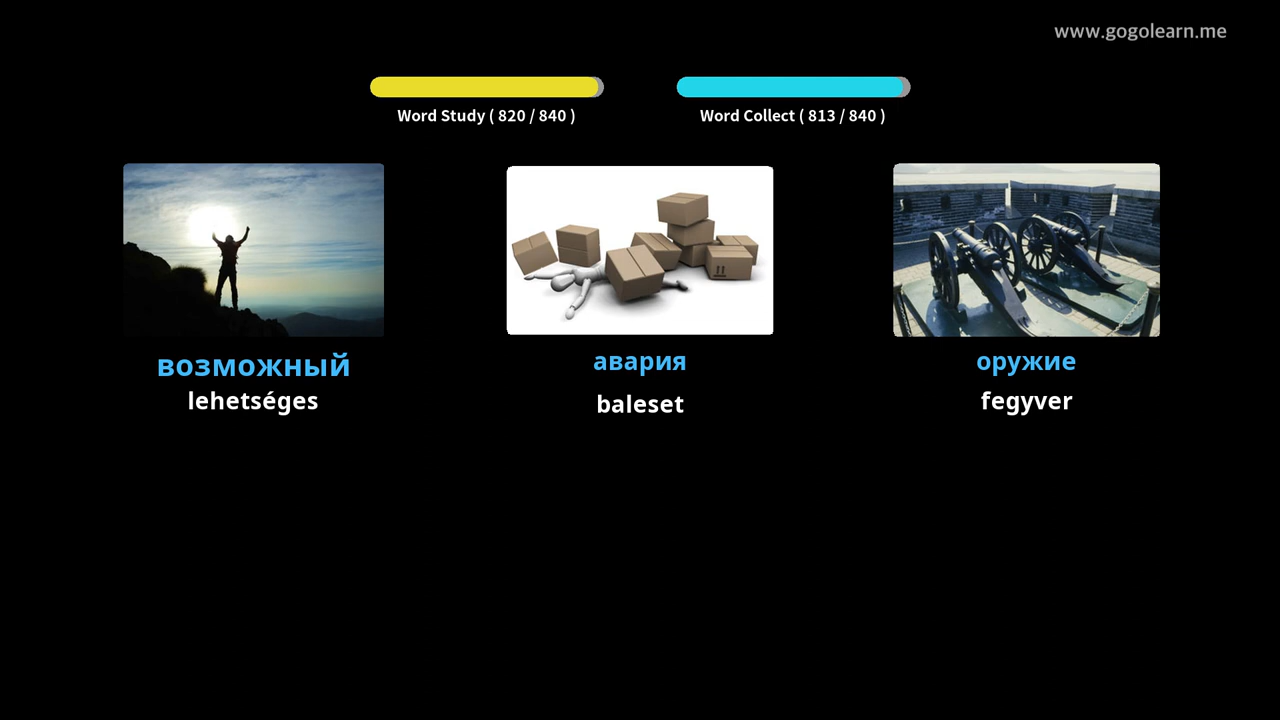 www.gogolearn.me
Word Study ( 820 / 840 )
Word Collect ( 813 / 840 )
возможный
lehetséges
авария
baleset
оружие
fegyver